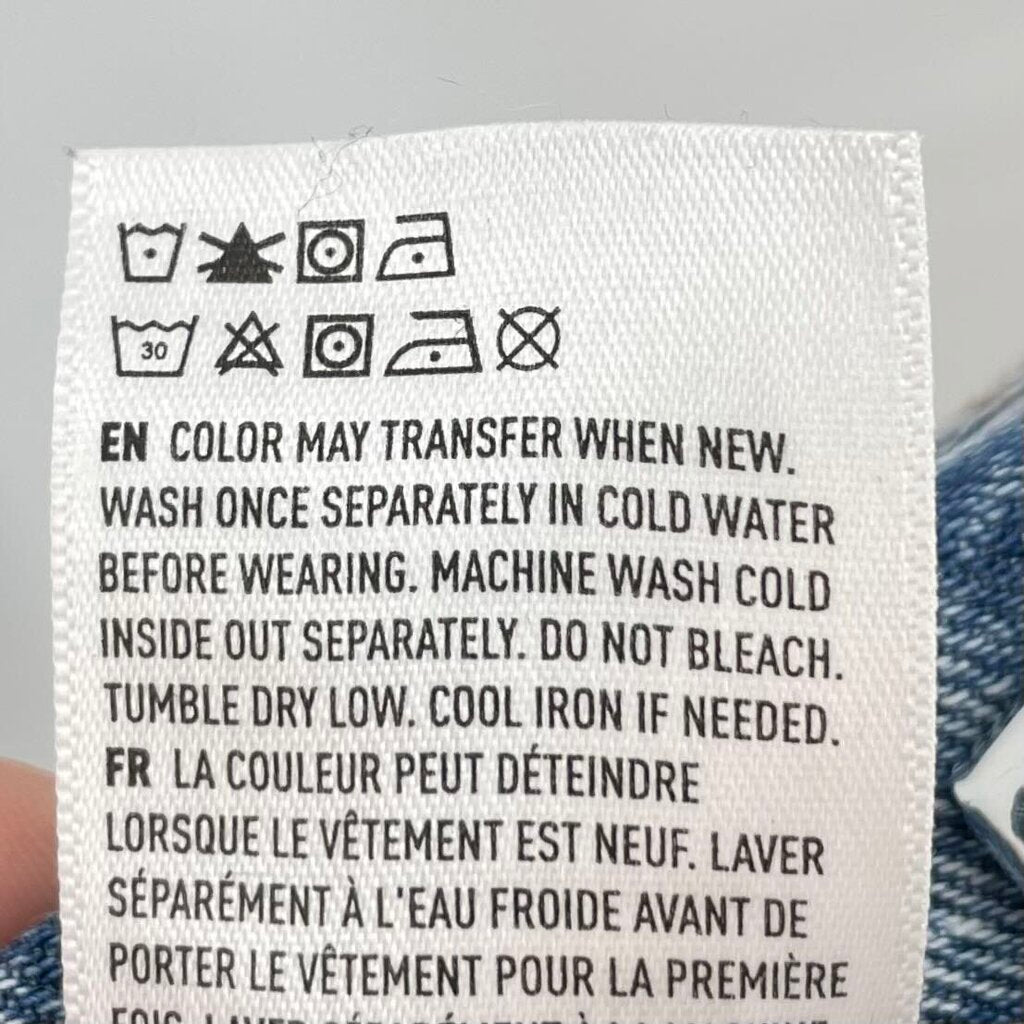 30
EN COLOR MAY TRANSFER WHEN NEW.
WASH ONCE SEPARATELY IN COLD WATER
BEFORE WEARING. MACHINE WASH COLD
INSIDE OUT SEPARATELY. DO NOT BLEACH.
TUMBLE DRY LOW. COOL IRON IF NEEDED.
FR LA COULEUR PEUT DÉTEINDRE
LORSQUE LE VÊTEMENT EST NEUF. LAVER
SÉPARÉMENT À L'EAU FROIDE AVANT DE
PORTER LE VÊTEMENT POUR LA PREMIÈRE